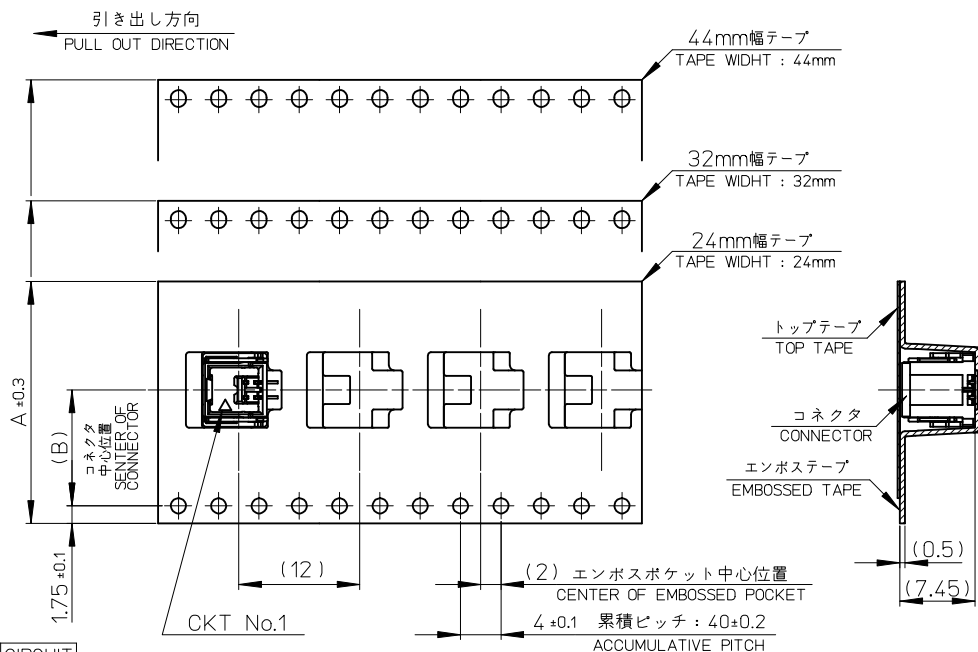 引き出し方向
PULL OUT DIRECTION
44mm幅テープ
TAPE WIDHT : 44mm
32mm幅テープ
TAPE WIDHT : 32mm
24mm幅テープ
TAPE WIDHT : 24mm
トップテープ
TOP TAPE
コネクタ
CONNECTOR
エンボステープ
EMBOSSED TAPE
A ±0.3
(B)
コネクタ
中心位置
SENTER OF
CONNECTOR
1.75 ±0.1
(12)
(2) エンボスポケット中心位置
CENTER OF EMBOSSED POCKET
4 ±0.1 累積ピッチ : 40±0.2
ACCUMULATIVE PITCH
(0.5)
(7.45)
CKT No.1
CIRCUIT